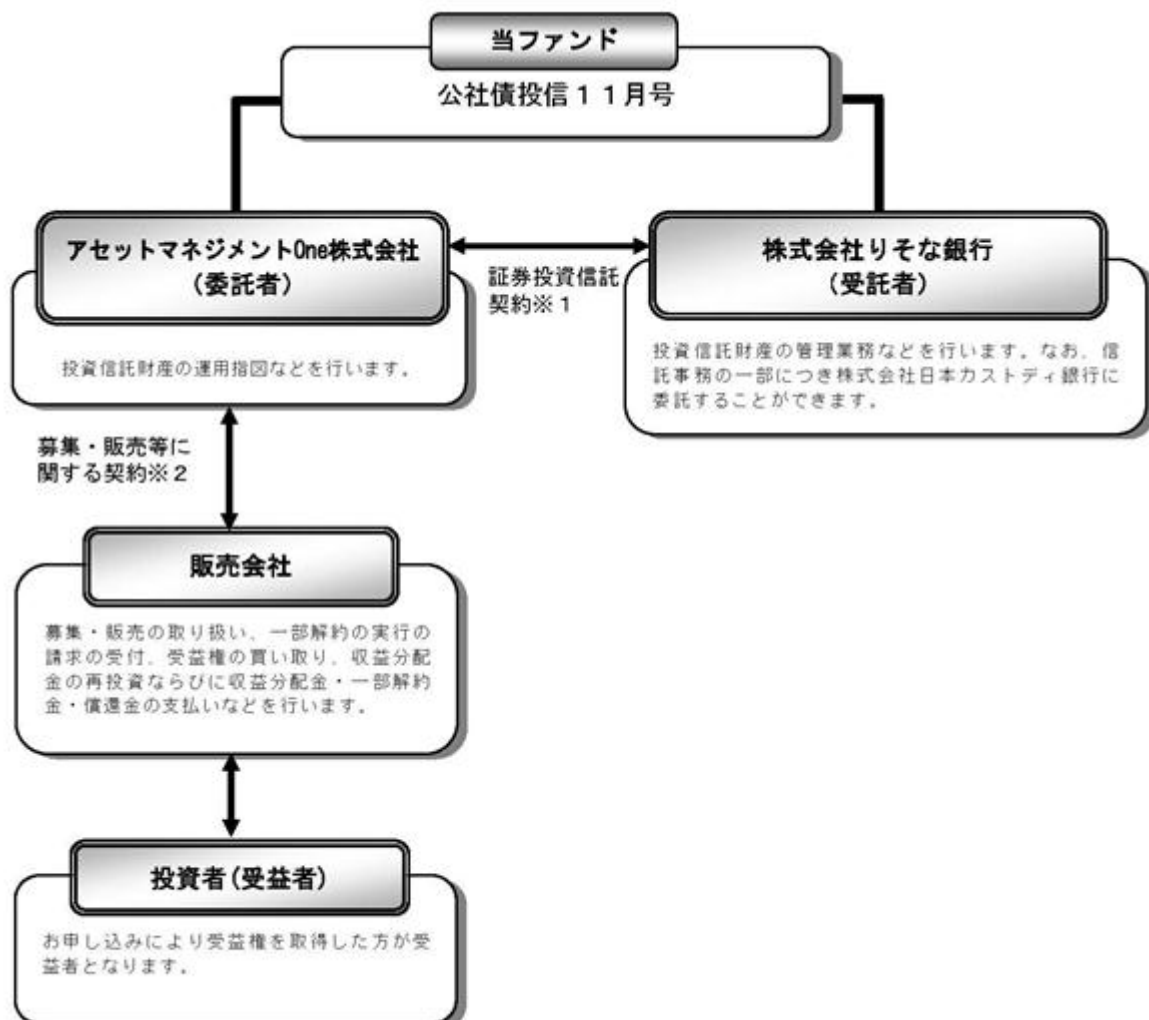 当ファンド
公社債投信１１月号
アセットマネジメントOne株式会社
（委託者）
証券投資信託
契約※１
株式会社りそな銀行
（受託者）
投資信託財産の運用指図などを行います。
投資信託財産の管理業務などを行います。なお、信
託事務の一部につき株式会社日本カストディ銀行に
委託することができます。
募集・販売等に
関する契約※２
販売会社
募集・販売の取り扱い、一部解約の実行の
請求の受付、受益権の買い取り、収益分配
金の再投資ならびに収益分配金・一部解約
金・償還金の支払いなどを行います。
投資者(受益者)
お申し込みにより受益権を取得した方が受
益者となります。